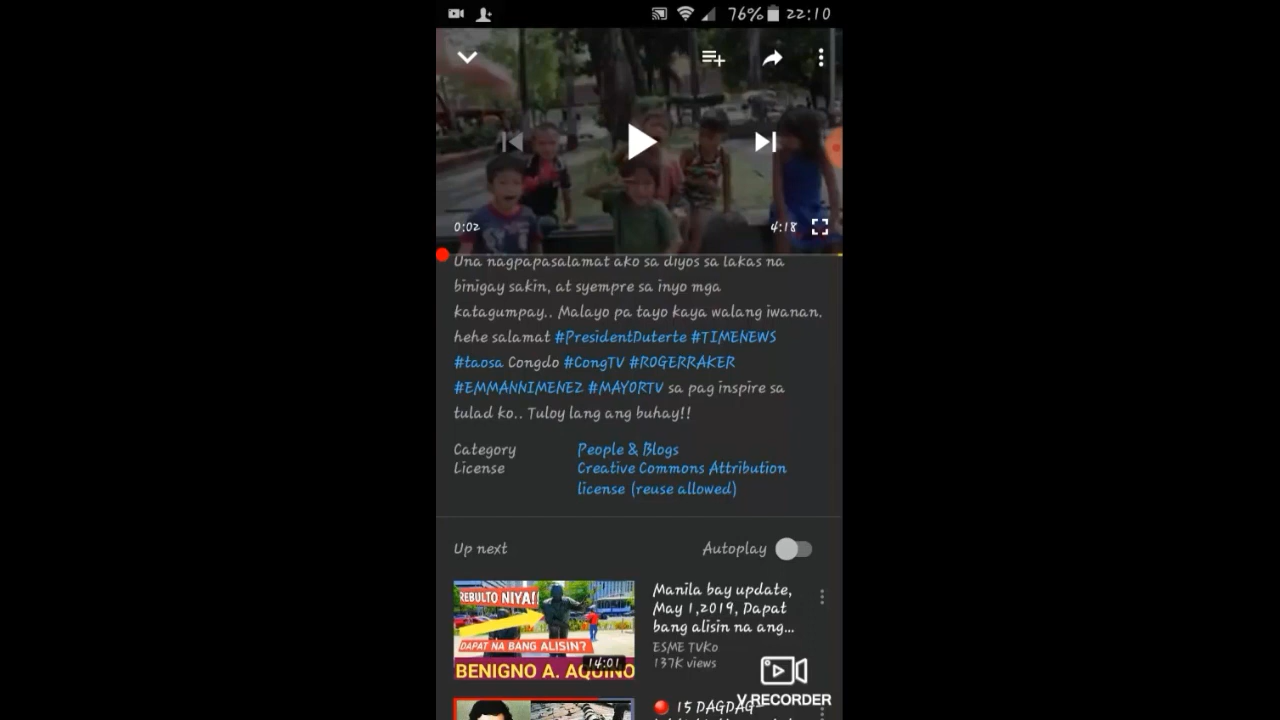 76% 22:10
0:02
4:18
Una nagpapasalamat ako sa diyos sa lakas na
binigay sakin, at syempre sa inyo mga
katagumpay.. Malayo pa tayo kaya walang iwanan.
hehe salamat #PresidentDuterte #TIMENEWS
#taosa Congdo #CongTV #ROGERRAKER
#EMMANNIMENEZ #MAYORTV sa pag inspire sa
tulad ko.. Tuloy lang ang buhay!!
Category People & Blogs
License Creative Commons Attribution
license (reuse allowed)
Up next Autoplay
REBULTO NIYA!!
DAPAT NA BANG ALISIN?
14:01
BENIGNO A. AQUINO
Manila bay update,
May 1,2019, Dapat
bang alisin na ang...
ESME TVKo
137K views
V RECORDER
15 DAGDAG-